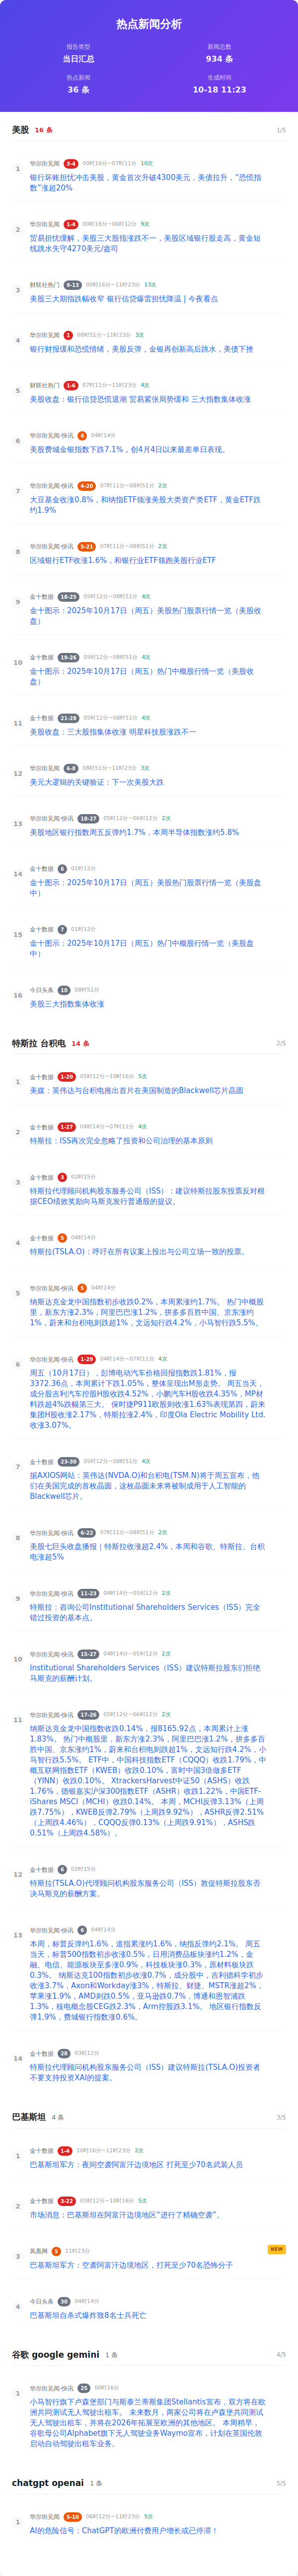 热点新闻分析
报告类型
当日汇总
新闻总数
934 条
热点新闻
36 条
生成时间
10-18 11:23
美股 16 条 1/5
1
华尔街见闻 3-4 00时16分~07时11分 10次
银行坏账担忧冲击美股，黄金首次升破4300美元，美债拉升，“恐慌指
数”涨超20%
2
华尔街见闻 1-4 00时16分~06时12分 9次
贸易担忧缓解，美股三大股指涨跌不一，美股区域银行股走高，黄金短
线跳水失守4270美元/盎司
3
财联社热门 9-13 00时16分~11时23分 13次
美股三大期指跌幅收窄 银行信贷爆雷担忧降温 | 今夜看点
4
华尔街见闻 1 08时51分~11时23分 3次
银行财报缓和恐慌情绪，美股反弹，金银再创新高后跳水，美债下挫
5
财联社热门 1-6 07时11分~11时23分 4次
美股收盘：银行信贷恐慌退潮 贸易紧张局势缓和 三大指数集体收涨
6
华尔街见闻-快讯 4 04时14分
美股费城金银指数下跌7.1%，创4月4日以来最差单日表现。
7
华尔街见闻-快讯 4-20 07时11分~08时51分 2次
大豆基金收涨0.8%，和纳指ETF领涨美股大类资产类ETF，黄金ETF跌
约1.9%
8
华尔街见闻-快讯 5-21 07时11分~08时51分 2次
区域银行ETF收涨1.6%，和银行业ETF领跑美股行业ETF
9
金十数据 18-25 05时12分~08时51分 4次
金十图示：2025年10月17日（周五）美股热门股票行情一览（美股收
盘）
10
金十数据 19-26 05时12分~08时51分 4次
金十图示：2025年10月17日（周五）热门中概股行情一览（美股收
盘）
11
金十数据 21-28 05时12分~08时51分 4次
美股收盘：三大股指集体收涨 明星科技股涨跌不一
12
华尔街见闻 6-8 08时51分~11时23分 3次
美元大逻辑的关键验证：下一次美股大跌
13
华尔街见闻-快讯 18-27 05时12分~06时12分 2次
美股地区银行指数周五反弹约1.7%，本周半导体指数涨约5.8%
14
金十数据 6 01时12分
金十图示：2025年10月17日（周五）美股热门股票行情一览（美股盘
中）
15
金十数据 7 01时12分
金十图示：2025年10月17日（周五）热门中概股行情一览（美股盘
中）
16
今日头条 10 08时51分
美股三大指数集体收涨
特斯拉 台积电 14 条 2/5
1
金十数据 1-20 05时12分~10时16分 5次
美媒：英伟达与台积电推出首片在美国制造的Blackwell芯片晶圆
2
金十数据 1-27 04时14分~07时11分 4次
特斯拉：ISS再次完全忽略了投资和公司治理的基本原则
3
金十数据 3 02时15分
特斯拉代理顾问机构股东服务公司（ISS）：建议特斯拉股东投票反对根
据CEO绩效奖励向马斯克发行普通股的提议。
4
金十数据 5 04时14分
特斯拉(TSLA.O)：呼吁在所有议案上投出与公司立场一致的投票。
5
华尔街见闻-快讯 5 04时14分
纳斯达克金龙中国指数初步收跌0.2%，本周累涨约1.7%。 热门中概股
里，新东方涨2.3%，阿里巴巴涨1.2%，拼多多百胜中国、京东涨约
1%，蔚来和台积电则跌超1%，文远知行跌4.2%，小马智行跌5.5%。
6
华尔街见闻-快讯 1-29 04时14分~07时11分 4次
周五（10月17日），彭博电动汽车价格回报指数跌1.81%，报
3372.36点，本周累计下跌1.05%，整体呈现出M形走势。 周五当天，
成分股吉利汽车控股H股收跌4.52%，小鹏汽车H股收跌4.35%，MP材
料跌超4%跌幅第三大。 保时捷P911欧股则收涨1.63%表现第四，蔚来
集团H股收涨2.17%，特斯拉涨2.4%，印度Ola Electric Mobility Ltd.
收涨3.07%。
7
金十数据 23-30 05时12分~08时51分 4次
据AXIOS网站：英伟达(NVDA.O)和台积电(TSM.N)将于周五宣布，他
们在美国完成的首枚晶圆，这枚晶圆未来将被制成用于人工智能的
Blackwell芯片。
8
华尔街见闻-快讯 6-22 07时11分~08时51分 2次
美股七巨头收盘播报｜特斯拉收涨超2.4%，本周和谷歌、特斯拉、台积
电涨超5%
9
华尔街见闻-快讯 11-23 04时14分~05时12分 2次
特斯拉：咨询公司Institutional Shareholders Services（ISS）完全
错过投资的基本点。
10
华尔街见闻-快讯 15-27 04时14分~05时12分 2次
Institutional Shareholders Services（ISS）建议特斯拉股东们拒绝
马斯克的薪酬计划。
11
华尔街见闻-快讯 17-26 05时12分~06时12分 2次
纳斯达克金龙中国指数收跌0.14%，报8165.92点，本周累计上涨
1.83%。 热门中概股里，新东方涨2.3%，阿里巴巴涨1.2%，拼多多百
胜中国、京东涨约1%，蔚来和台积电则跌超1%，文远知行跌4.2%，小
马智行跌5.5%。 ETF中，中国科技ETF（CQQQ）收跌1.79%，中
概互联网指数ETF（KWEB）收跌0.10%，富时中国3倍做多ETF
（YINN）收跌0.10%。 XtrackersHarvest中证50（ASHS）收跌
1.76%，德银嘉实沪深300指数ETF（ASHR）收跌1.22%，中国ETF-
iShares MSCI（MCHI）收跌0.14%。 本周，MCHI反弹3.13%（上周
跌7.75%），KWEB反弹2.79%（上周跌9.92%），ASHR反弹2.51%
（上周跌4.46%），CQQQ反弹0.13%（上周跌9.91%），ASHS跌
0.51%（上周跌4.58%）。
12
金十数据 6 02时15分
特斯拉(TSLA.O)代理顾问机构股东服务公司（ISS）敦促特斯拉股东否
决马斯克的薪酬方案。
13
华尔街见闻-快讯 6 04时14分
本周，标普反弹约1.6%，道指累涨约1.6%，纳指反弹约2.1%。 周五
当天，标普500指数初步收涨0.5%，日用消费品板块涨约1.2%，金
融、电信、能源板块至多涨0.9%，科技板块涨0.3%，原材料板块跌
0.3%。 纳斯达克100指数初步收涨0.7%，成分股中，吉利德科学初步
收涨3.7%，Axon和Workday涨3%，特斯拉、财捷、MSTR涨超2%，
苹果涨1.9%，AMD则跌0.5%，亚马逊跌0.7%，博通和恩智浦跌
1.3%，核电概念股CEG跌2.3%，Arm控股跌3.1%。 地区银行指数反
弹1.9%，费城银行指数涨0.6%。
14
金十数据 28 03时12分
特斯拉代理顾问机构股东服务公司（ISS）建议特斯拉(TSLA.O)投资者
不要支持投资XAI的提案。
巴基斯坦 4 条 3/5
1
金十数据 1-4 10时16分~11时23分 2次
巴基斯坦军方：夜间空袭阿富汗边境地区 打死至少70名武装人员
2
金十数据 3-22 05时12分~10时16分 5次
市场消息：巴基斯坦在阿富汗边境地区“进行了精确空袭”。
3
凤凰网 5 11时23分 NEW
巴基斯坦军方：空袭阿富汗边境地区，打死至少70名恐怖分子
4
今日头条 30 04时14分
巴基斯坦自杀式爆炸致8名士兵死亡
谷歌 google gemini 1 条 4/5
1
华尔街见闻-快讯 25 00时16分
小马智行旗下卢森堡部门与斯泰兰蒂斯集团Stellantis宣布，双方将在欧
洲共同测试无人驾驶出租车。 未来数月，两家公司将在卢森堡共同测试
无人驾驶出租车，并将在2026年拓展至欧洲的其他地区。 本周稍早，
谷歌母公司Alphabet旗下无人驾驶业务Waymo宣布，计划在英国伦敦
启动自动驾驶出租车业务。
chatgpt openai 1 条 5/5
1
华尔街见闻 5-10 06时12分~11时23分 5次
AI的危险信号：ChatGPT的欧洲付费用户增长或已停滞！